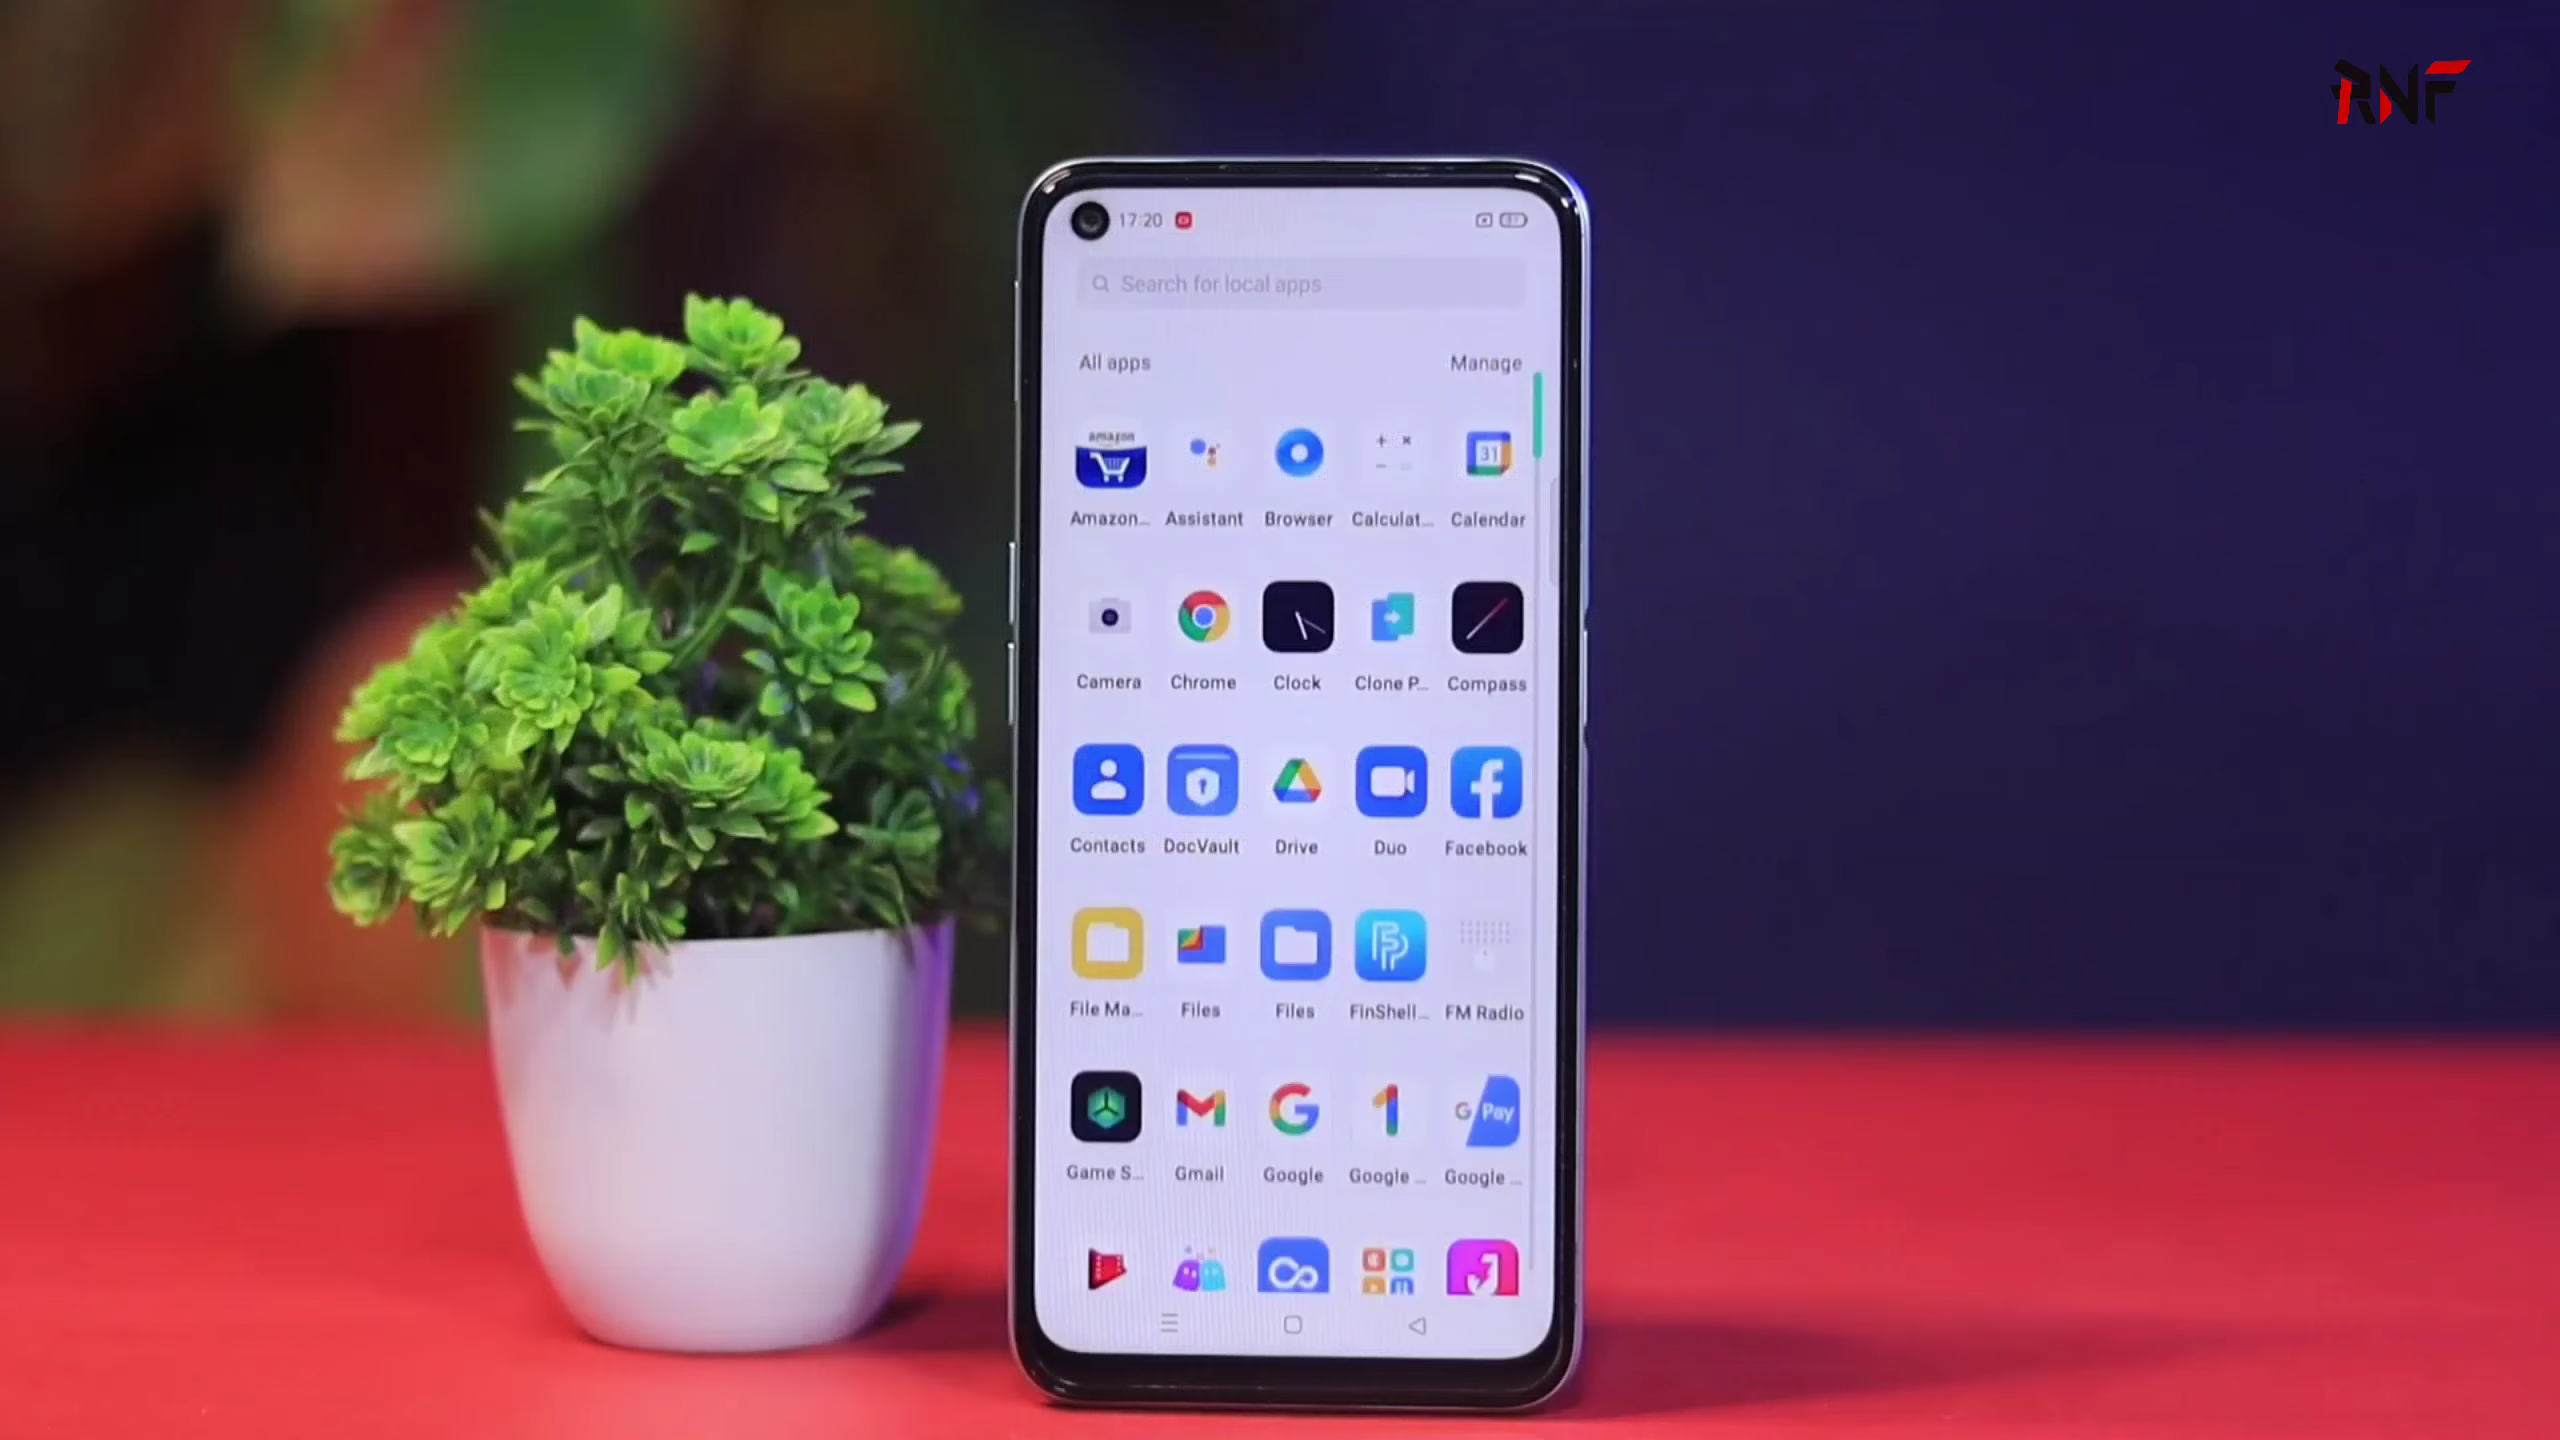 RNF
17:20
Search for local apps
All apps Manage
amazon
31
Amazon... Assistant Browser Calculat... Calendar
Camera Chrome Clock Clone P... Compass
Contacts DocVault Drive Duo Facebook
File Ma... Files Files FinShell... FM Radio
G Pay
Game S... Gmail Google Google ... Google ...